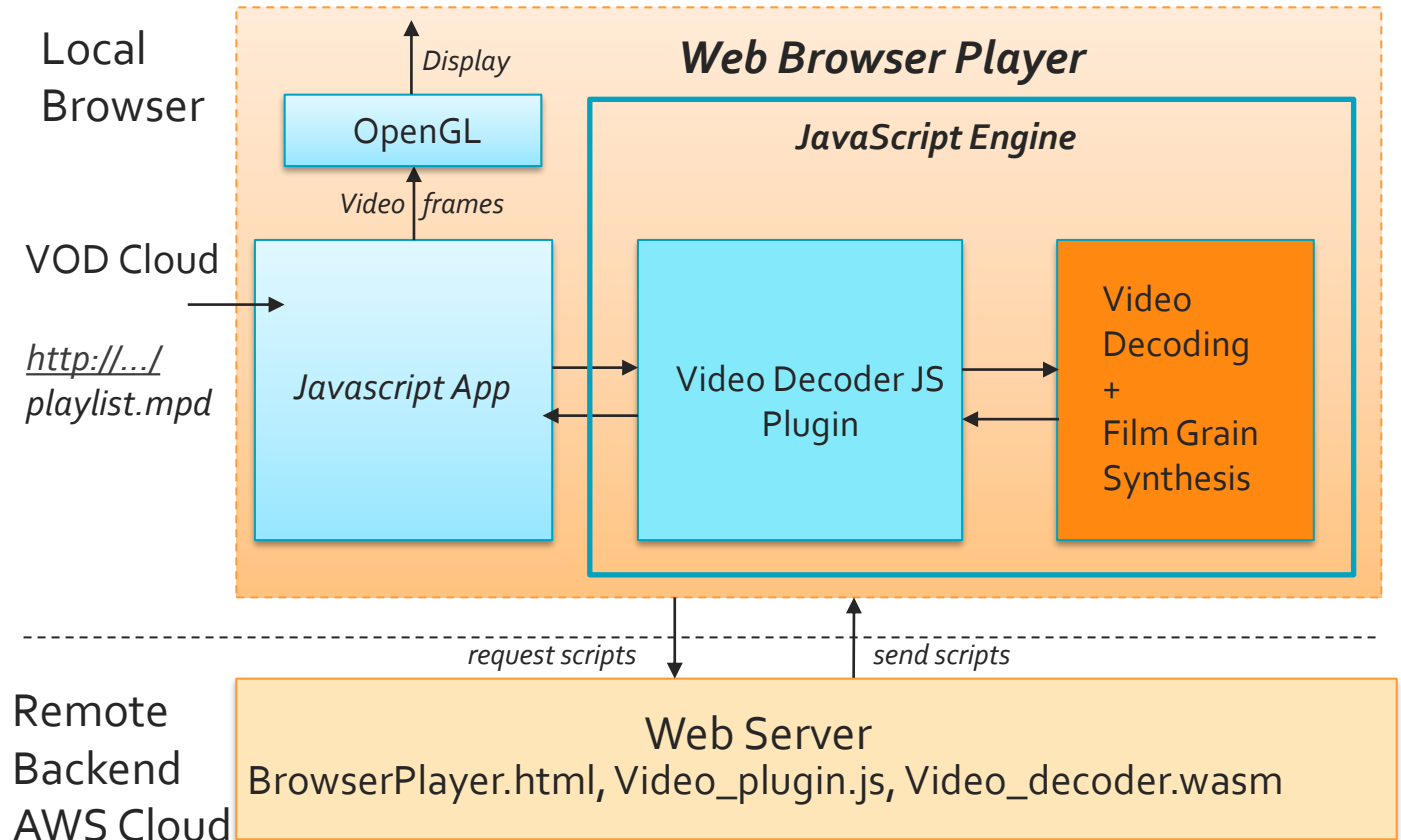 Local
Browser
Display
Web Browser Player
OpenGL
JavaScript Engine
Video frames
VOD Cloud
http://.../
playlist.mpd
Javascript App
Video Decoder JS
Plugin
Video
Decoding
+
Film Grain
Synthesis
request scripts
send scripts
Remote
Backend
AWS Cloud
Web Server
BrowserPlayer.html, Video_plugin.js, Video_decoder.wasm